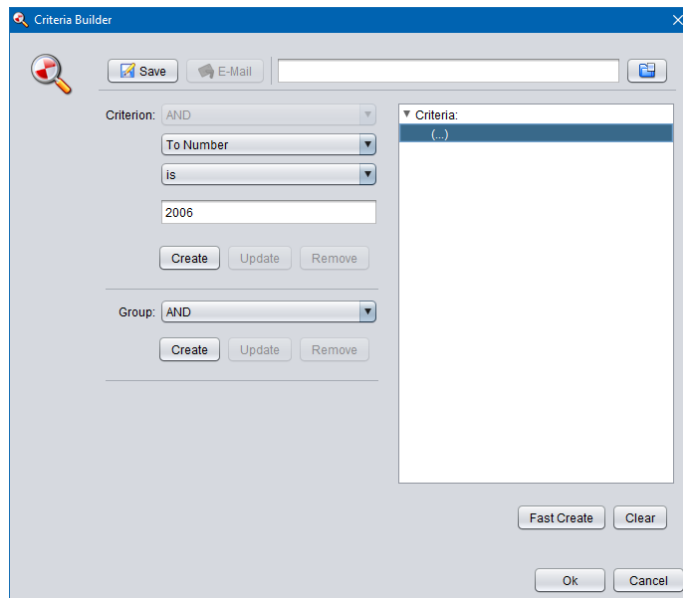 Criteria Builder
Save
E-Mail
Criterion:
AND
To Number
is
2006
Create
Update
Remove
Group:
AND
Create
Update
Remove
Criteria:
(...)
Fast Create
Clear
Ok
Cancel